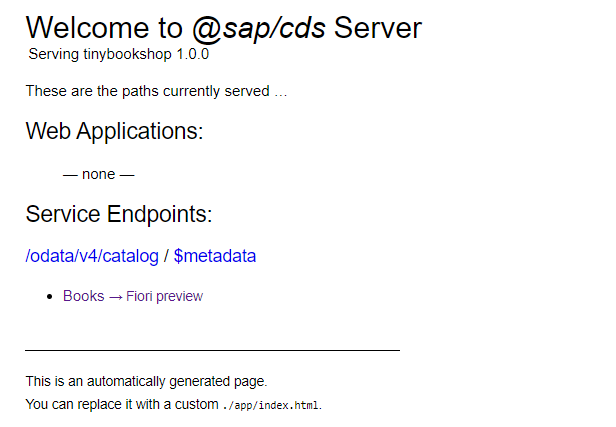 Welcome to @sap/cds Server
Serving tinybookshop 1.0.0
These are the paths currently served …
Web Applications:
— none —
Service Endpoints:
/odata/v4/catalog / $metadata
• Books → Fiori preview
This is an automatically generated page.
You can replace it with a custom ./app/index.html.